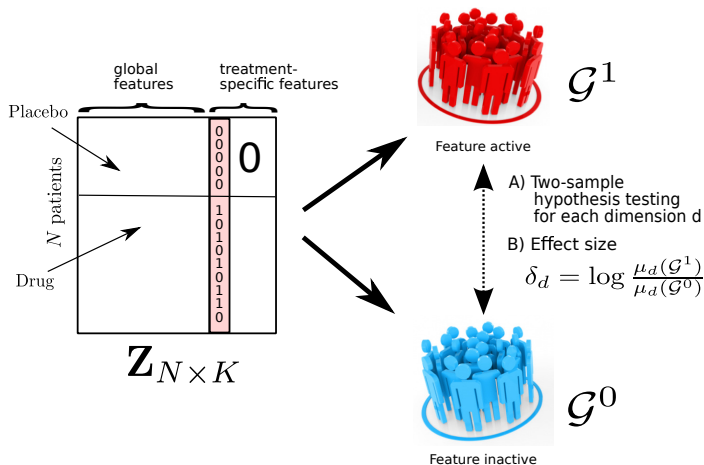 global
features
treatment-
specific features
Placebo
N patients
Drug
0
0
0
0
0
0
1
0
1
0
1
0
1
1
0
Z_{N×K}
𝒢^1
Feature active
A) Two-sample
hypothesis testing
for each dimension d
B) Effect size
δ_d = log μ_d(𝒢^1)/μ_d(𝒢^0)
𝒢^0
Feature inactive